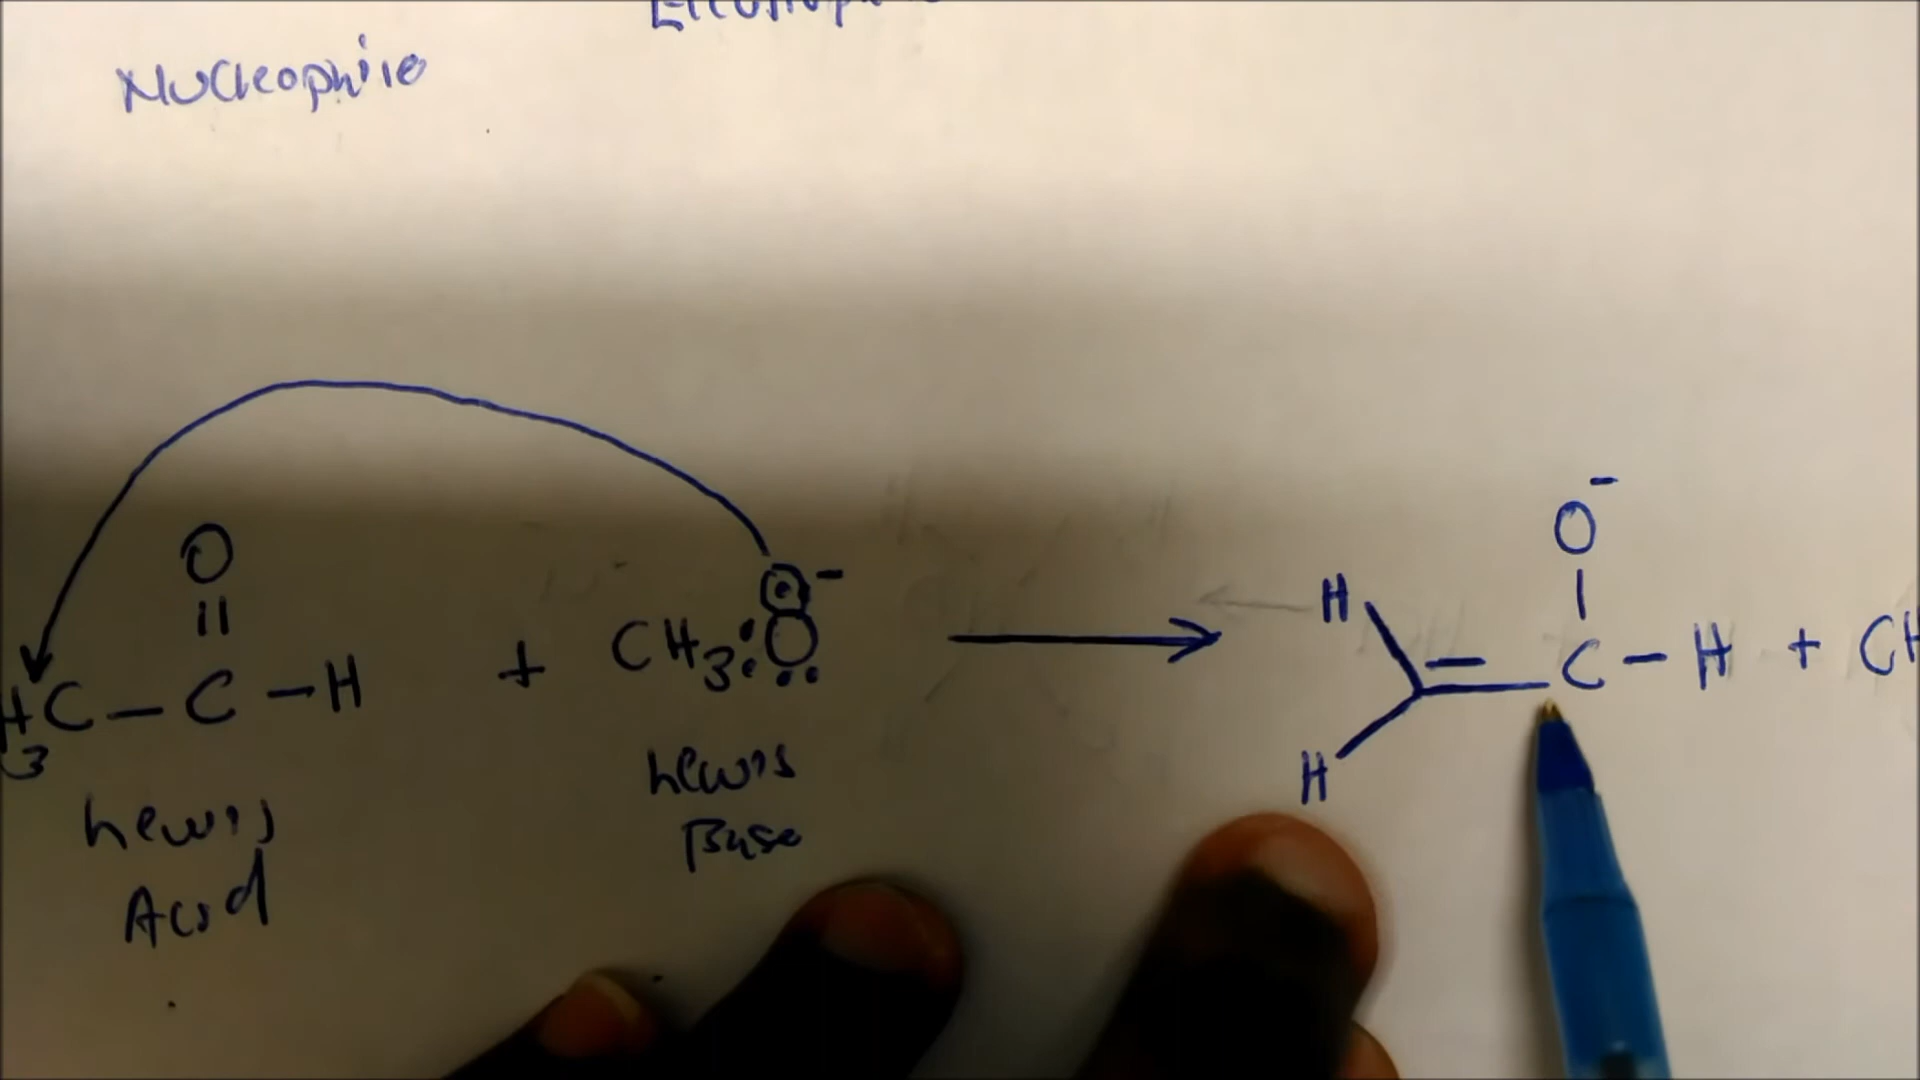 Nucleophile
O
||
H3C - C - H + CH3:O: -
Lewis
Acid
Lewis
Base
O-
|
H
C - H + CH
H